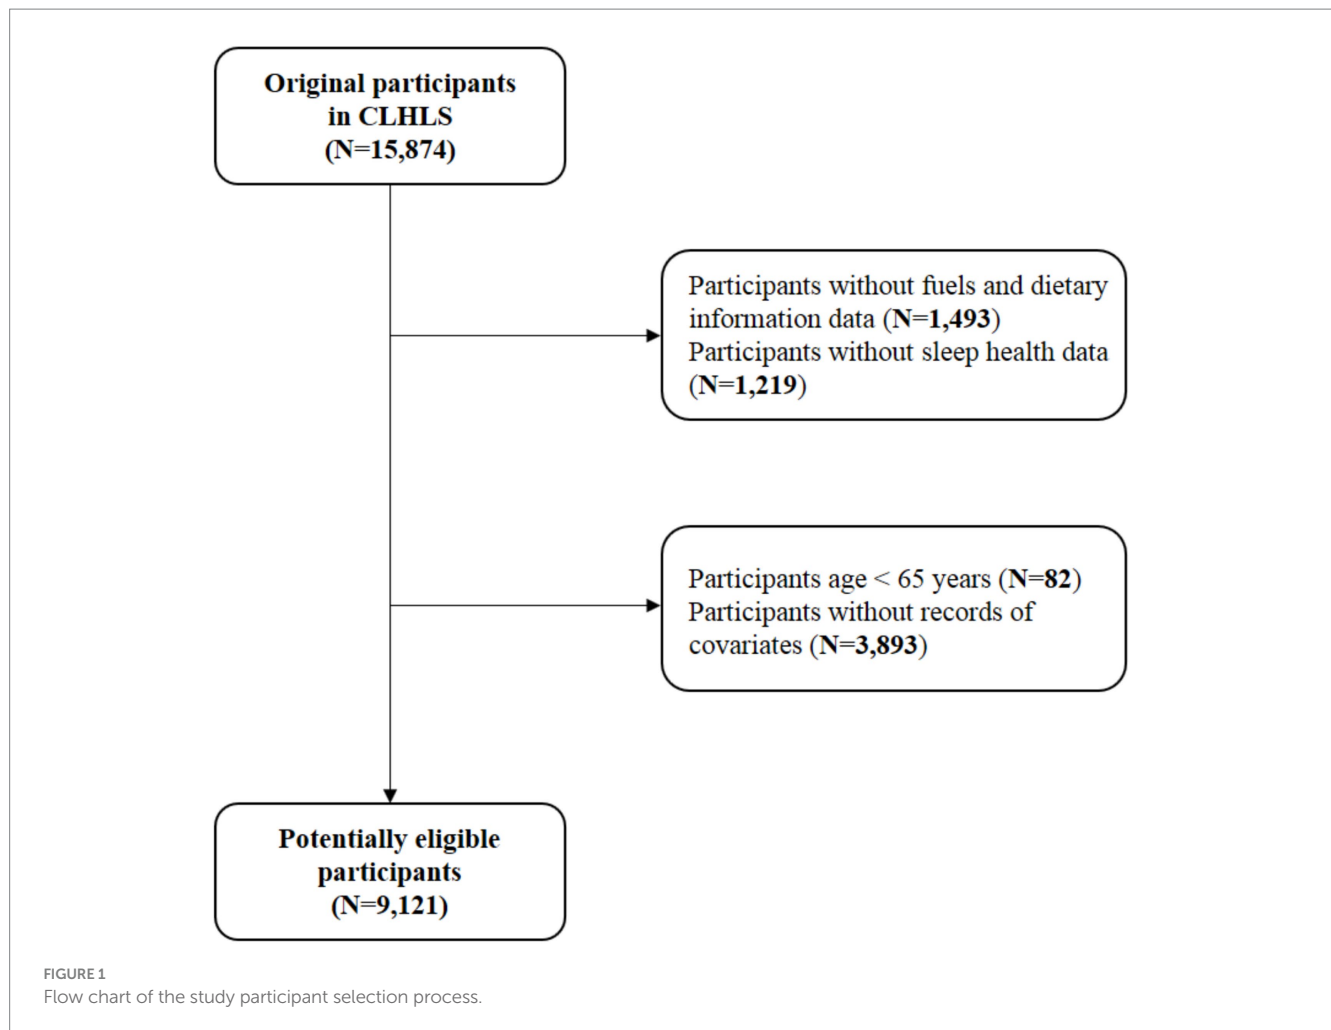 Original participants
in CLHLS
(N=15,874)
Participants without fuels and dietary
information data (N=1,493)
Participants without sleep health data
(N=1,219)
Participants age < 65 years (N=82)
Participants without records of
covariates (N=3,893)
Potentially eligible
participants
(N=9,121)
FIGURE 1
Flow chart of the study participant selection process.